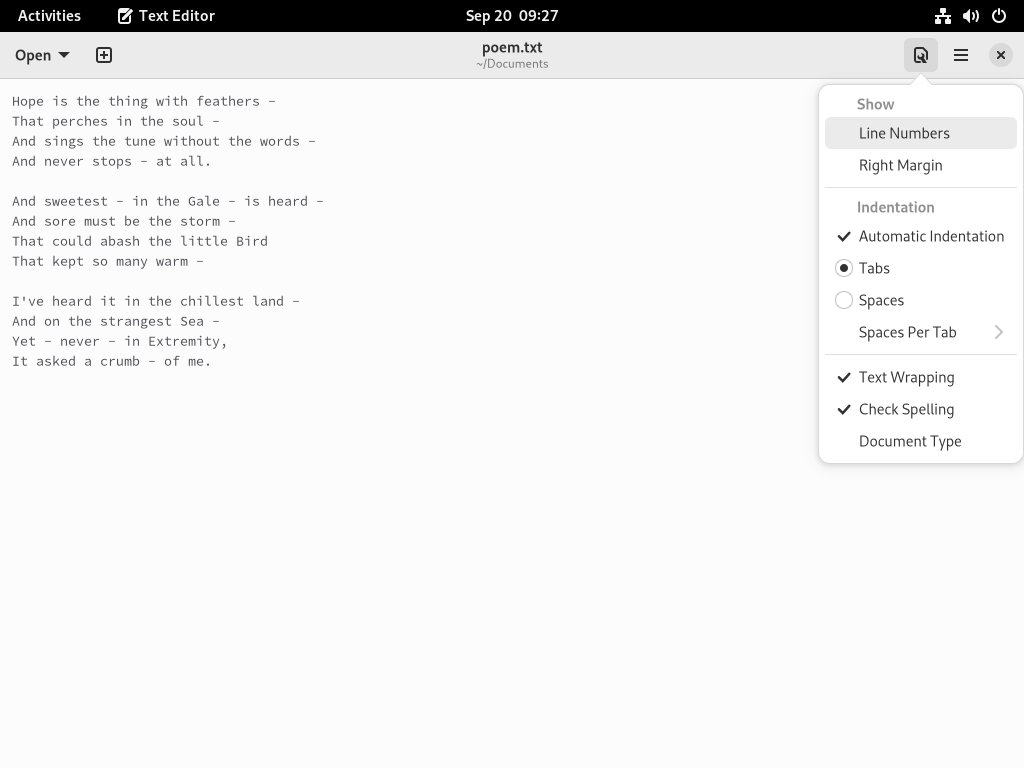 Activities
Text Editor
Sep 20 09:27
Open
poem.txt
~/Documents
Hope is the thing with feathers –
That perches in the soul –
And sings the tune without the words –
And never stops – at all.
And sweetest – in the Gale – is heard –
And sore must be the storm –
That could abash the little Bird
That kept so many warm –
I've heard it in the chillest land –
And on the strangest Sea –
Yet – never – in Extremity,
It asked a crumb – of me.
Show
Line Numbers
Right Margin
Indentation
Automatic Indentation
Tabs
Spaces
Spaces Per Tab
Text Wrapping
Check Spelling
Document Type